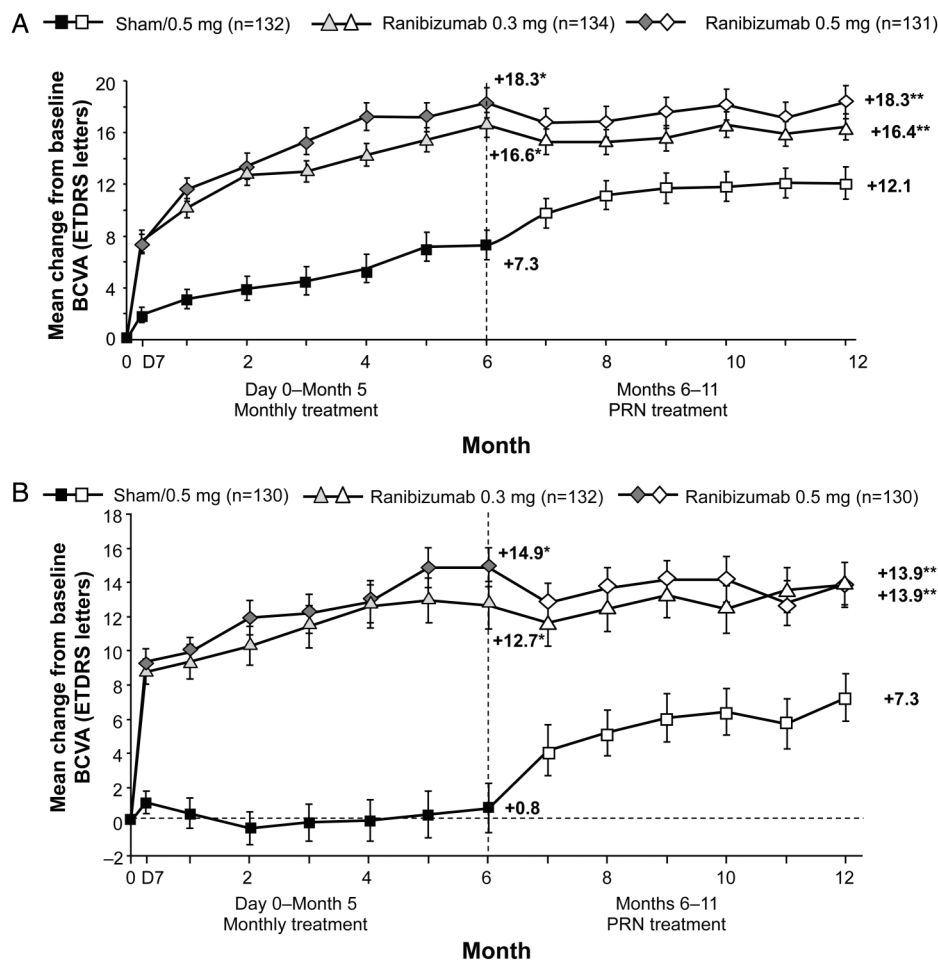 A
Sham/0.5 mg (n=132) Ranibizumab 0.3 mg (n=134) Ranibizumab 0.5 mg (n=131)
Mean change from baseline
BCVA (ETDRS letters)
20
16
12
8
4
0
+18.3*
+16.6*
+7.3
+18.3**
+16.4**
+12.1
0 D7 2 4 6 8 10 12
Day 0–Month 5
Monthly treatment
Months 6–11
PRN treatment
Month
B
Sham/0.5 mg (n=130) Ranibizumab 0.3 mg (n=132) Ranibizumab 0.5 mg (n=130)
Mean change from baseline
BCVA (ETDRS letters)
18
16
14
12
10
8
6
4
2
0
–2
+14.9*
+12.7*
+0.8
+13.9**
+13.9**
+7.3
0 D7 2 4 6 8 10 12
Day 0–Month 5
Monthly treatment
Months 6–11
PRN treatment
Month